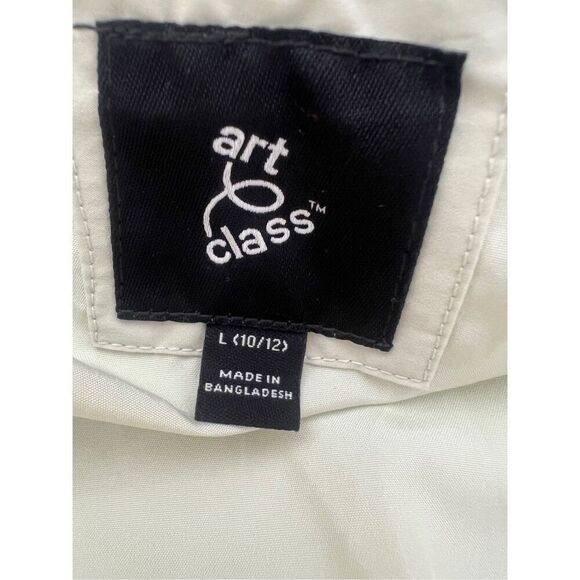 art
class™
L (10/12)
MADE IN
BANGLADESH